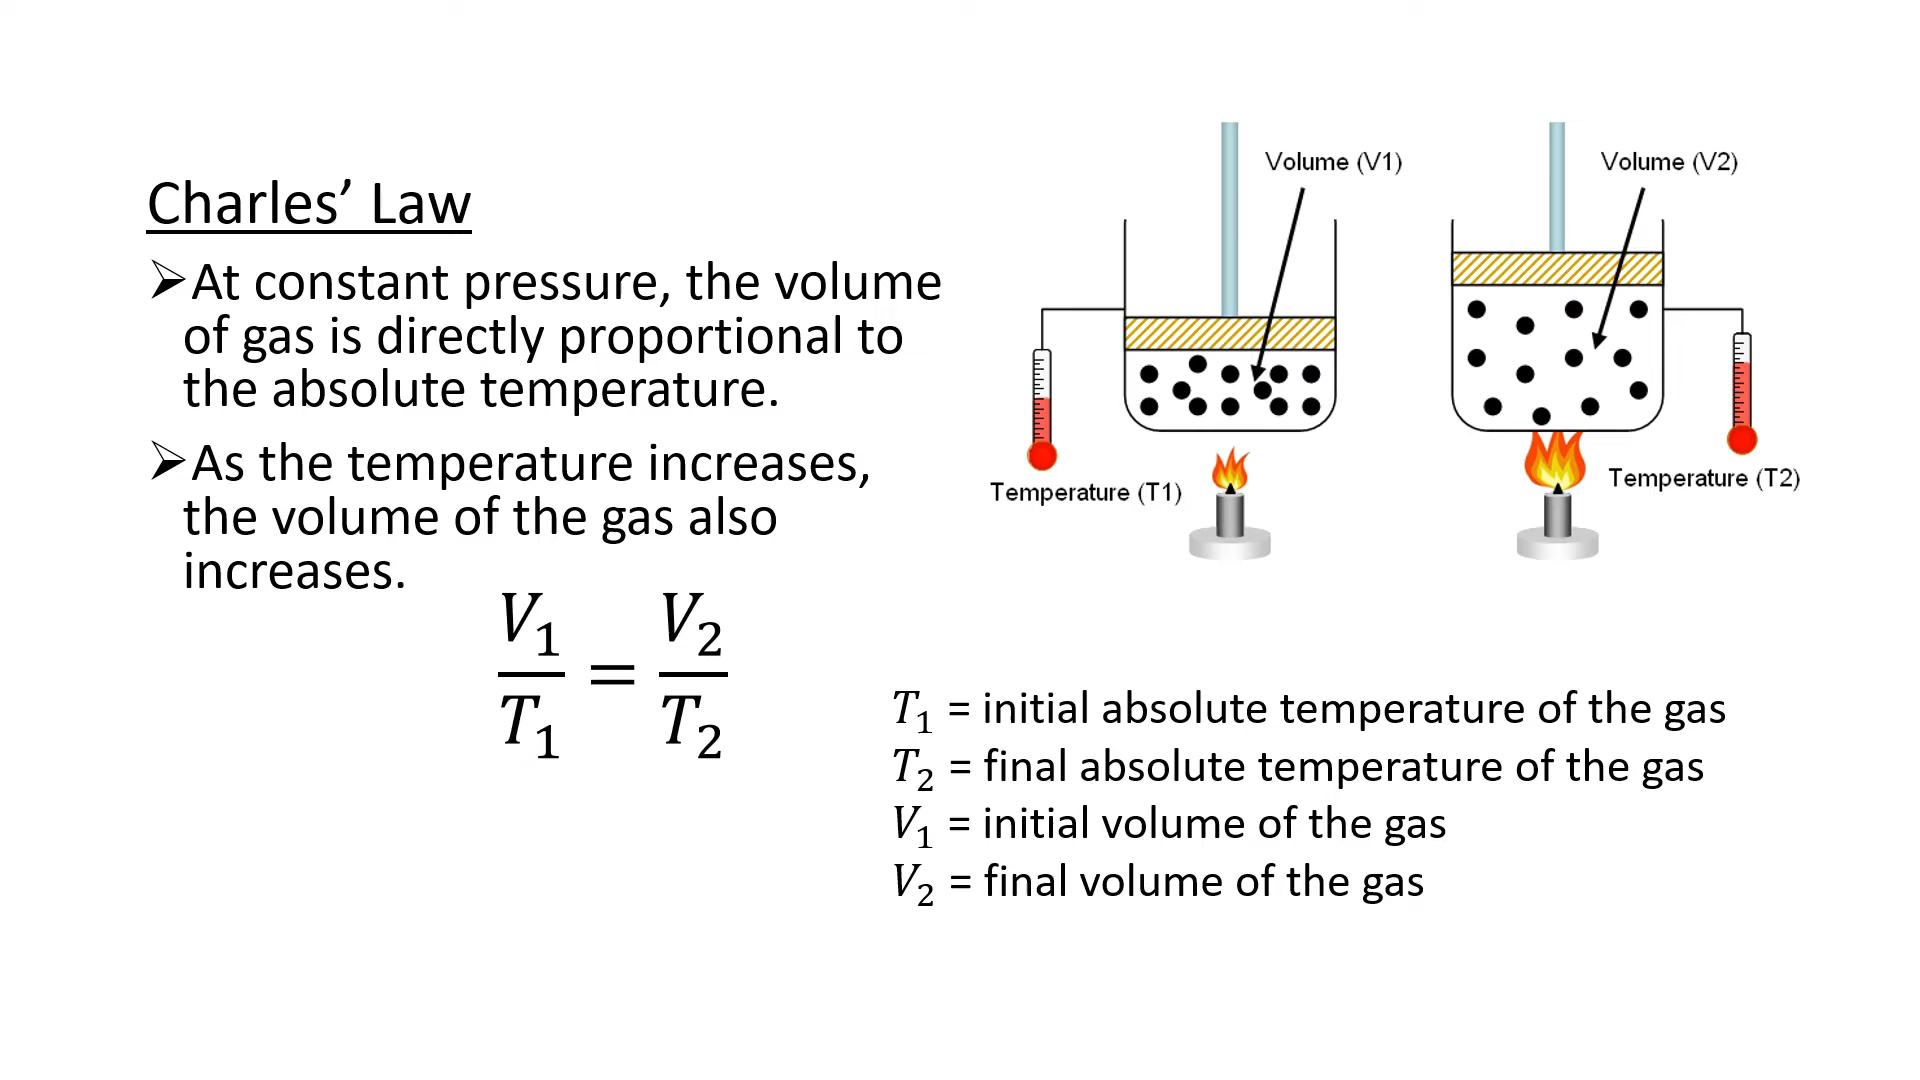 Charles’ Law
➢At constant pressure, the volume
of gas is directly proportional to
the absolute temperature.
➢As the temperature increases,
the volume of the gas also
increases.
V₁/T₁ = V₂/T₂
Volume (V1)
Volume (V2)
Temperature (T1)
Temperature (T2)
T₁ = initial absolute temperature of the gas
T₂ = final absolute temperature of the gas
V₁ = initial volume of the gas
V₂ = final volume of the gas